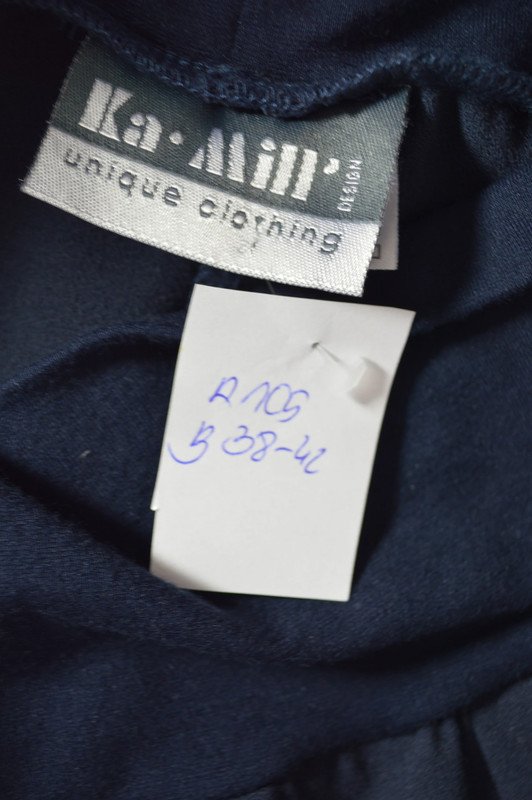 Ka·Mill'
DESIGN
unique clothing
A 105
B 38-42